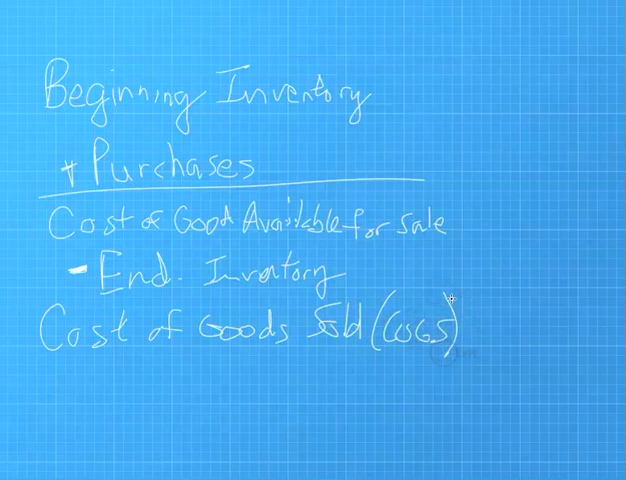 Beginning Inventory
+ Purchases
Cost of Good Available for sale
- End. Inventory
Cost of Goods Sold (COGS)